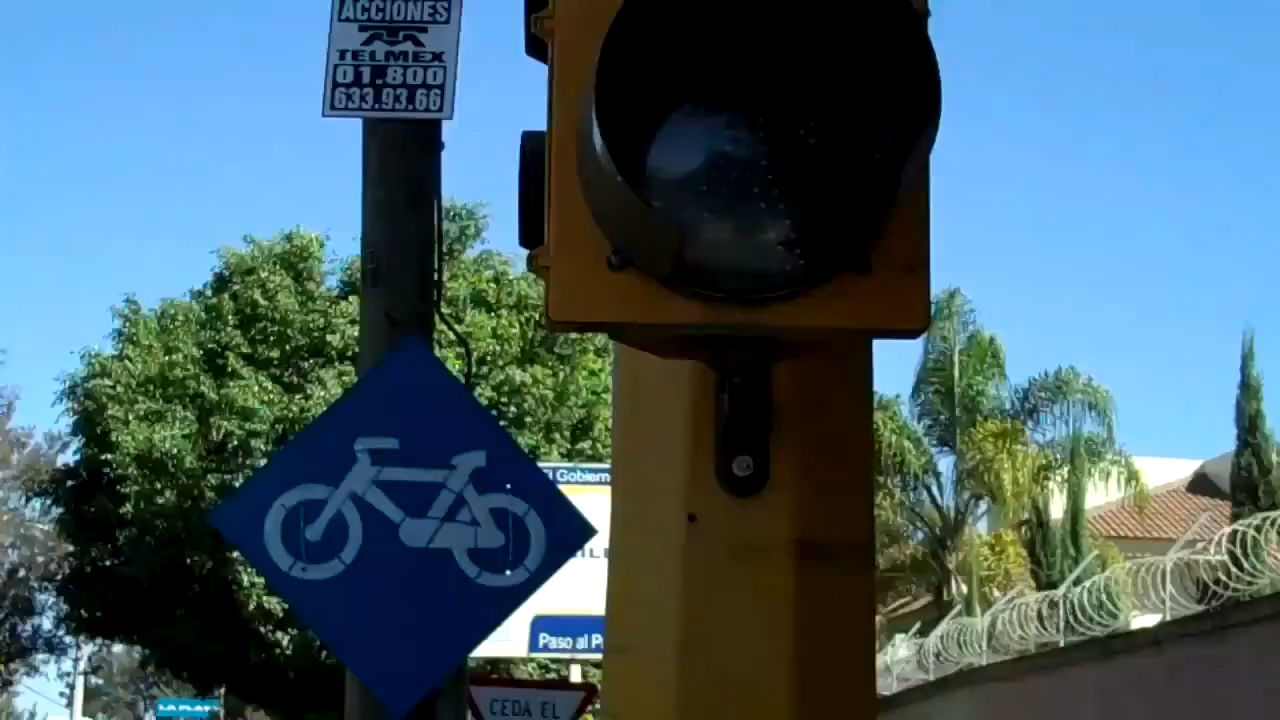 ACCIONES
TELMEX
01.800
633.93.66
l Gobiern
Paso al P
CEDA EL